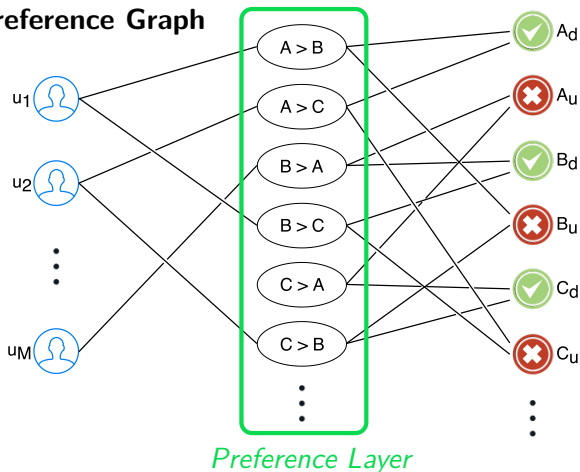 reference Graph
A > B
A > C
B > A
B > C
C > A
C > B
u1
u2
uM
Ad
Au
Bd
Bu
Cd
Cu
Preference Layer